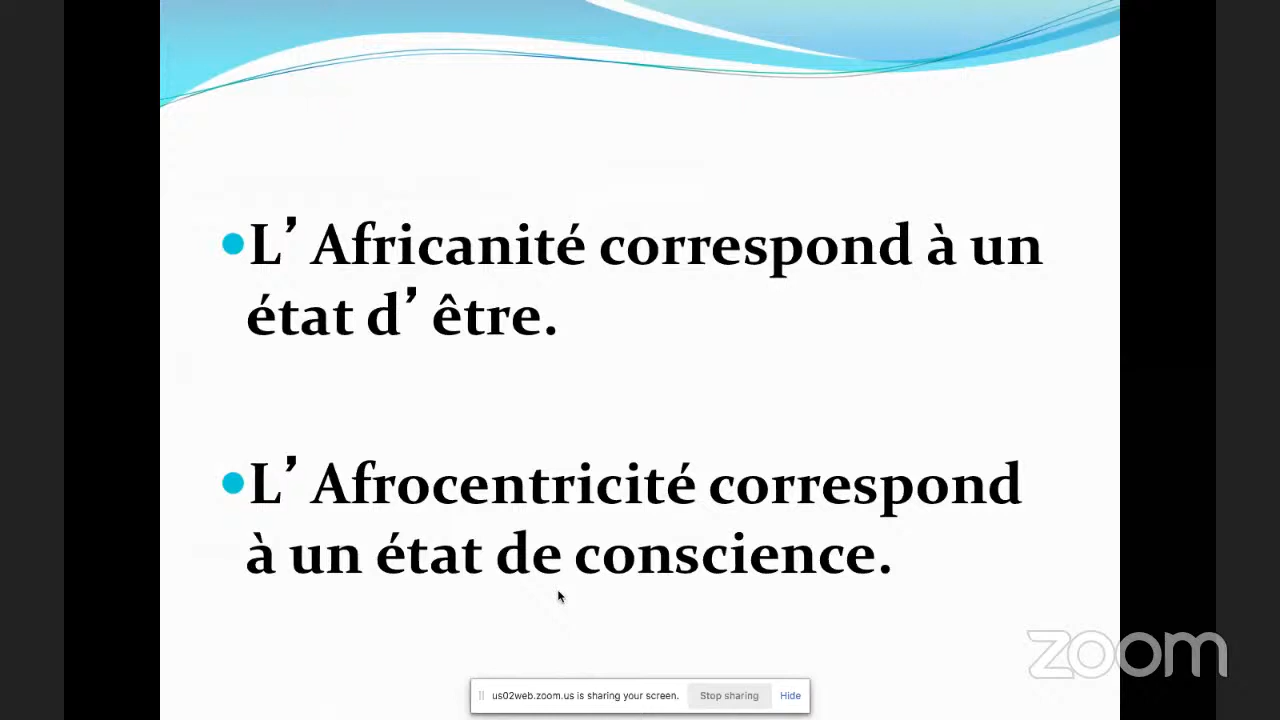 •L’ Africanité correspond à un
état d’ être.
•L’ Afrocentricité correspond
à un état de conscience.
zoom
us02web.zoom.us is sharing your screen. Stop sharing Hide